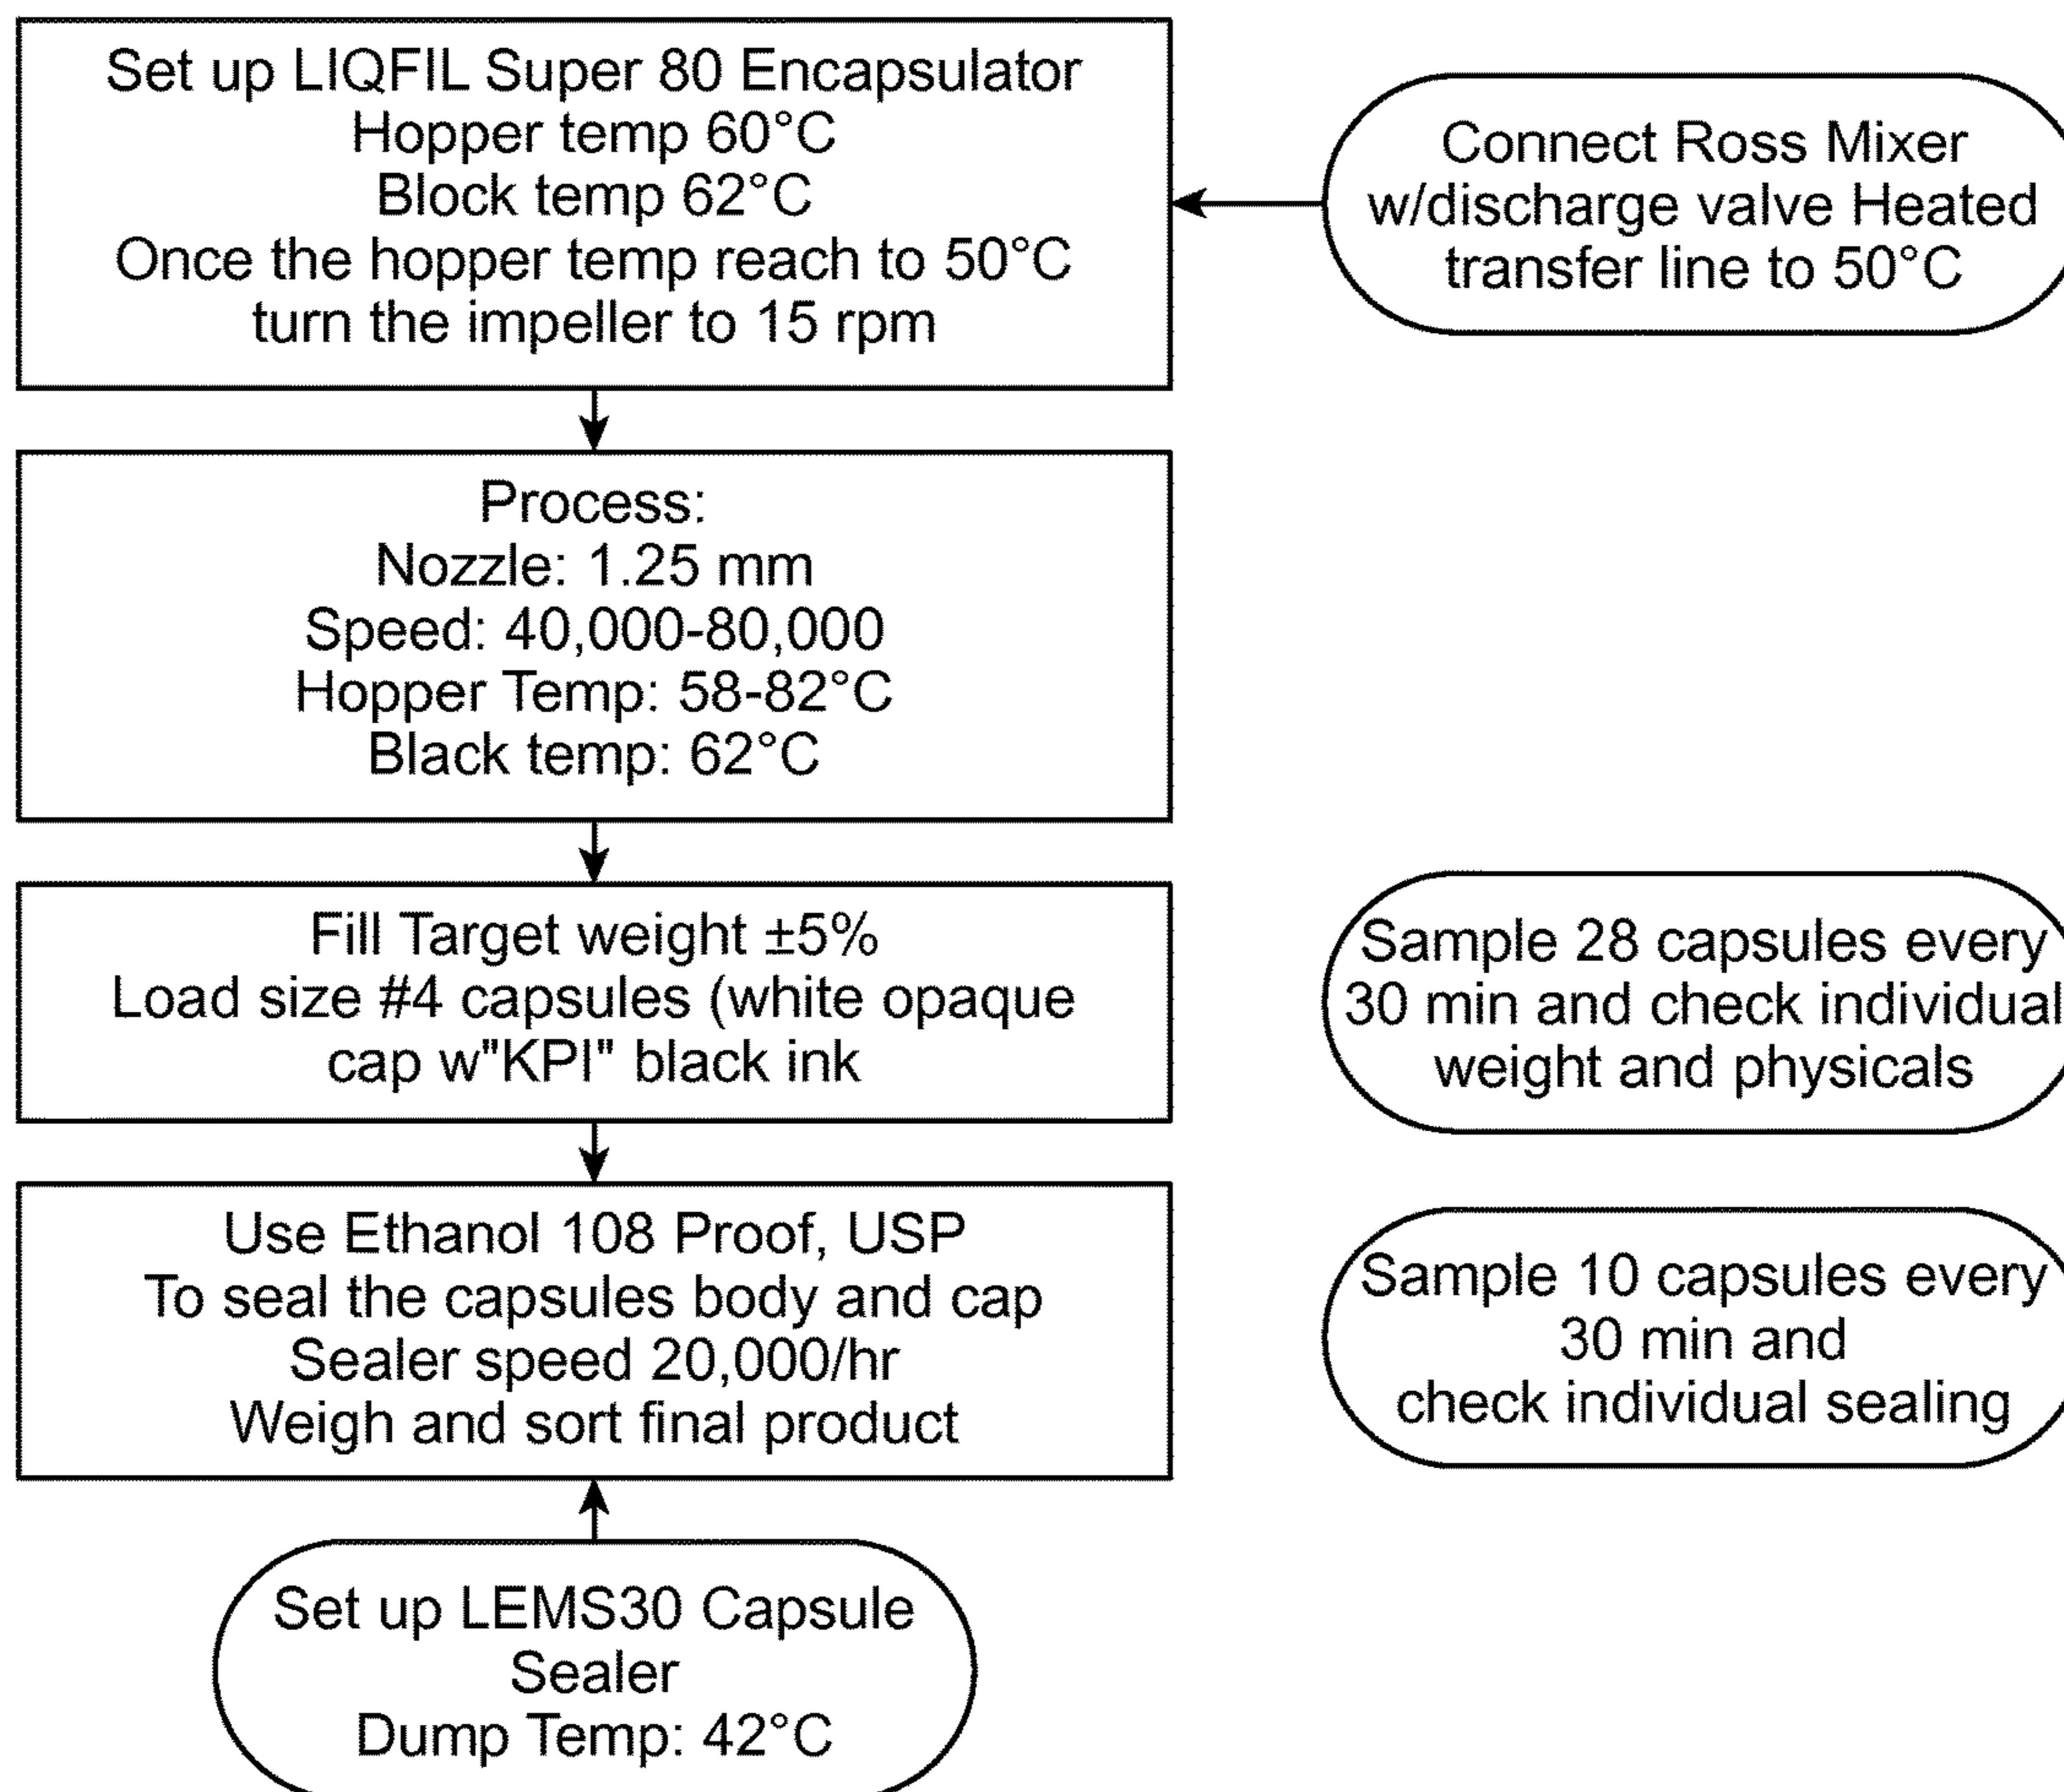 Set up LIQFIL Super 80 Encapsulator
Hopper temp 60°C
Block temp 62°C
Once the hopper temp reach to 50°C
turn the impeller to 15 rpm
Connect Ross Mixer
w/discharge valve Heated
transfer line to 50°C
Process:
Nozzle: 1.25 mm
Speed: 40,000-80,000
Hopper Temp: 58-82°C
Black temp: 62°C
Fill Target weight ±5%
Load size #4 capsules (white opaque
cap w"KPI" black ink
Sample 28 capsules every
30 min and check individual
weight and physicals
Use Ethanol 108 Proof, USP
To seal the capsules body and cap
Sealer speed 20,000/hr
Weigh and sort final product
Sample 10 capsules every
30 min and
check individual sealing
Set up LEMS30 Capsule
Sealer
Dump Temp: 42°C